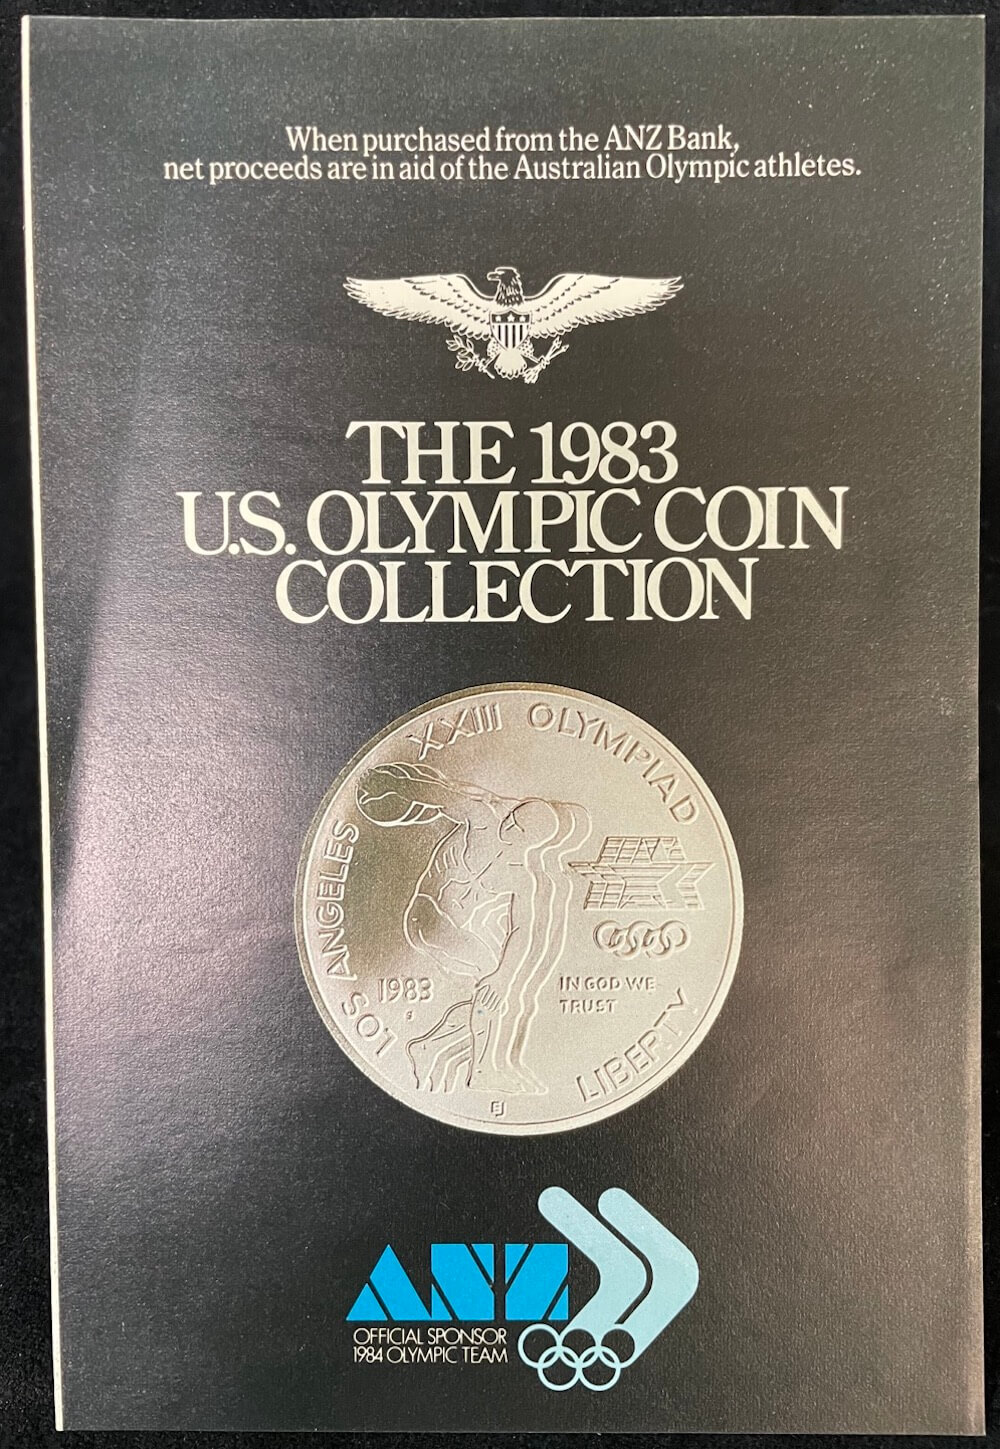 When purchased from the ANZ Bank,
net proceeds are in aid of the Australian Olympic athletes.
THE 1983
U.S. OLYMPIC COIN
COLLECTION
LOS ANGELES XXIII OLYMPIAD
1983
S
IN GOD WE
TRUST
LIBERTY
EJ
ANZ
OFFICIAL SPONSOR
1984 OLYMPIC TEAM